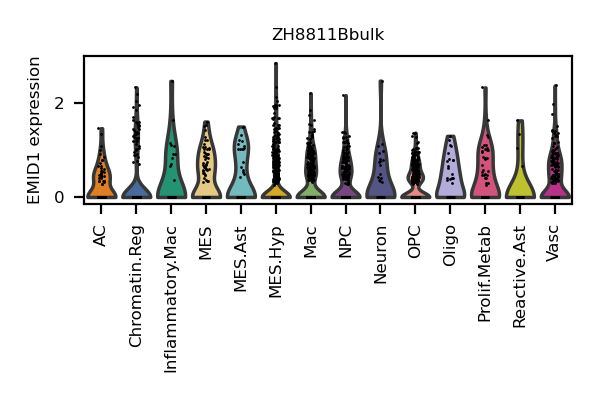 ZH8811Bbulk
EMID1 expression
2
0
AC
Chromatin.Reg
Inflammatory.Mac
MES
MES.Ast
MES.Hyp
Mac
NPC
Neuron
OPC
Oligo
Prolif.Metab
Reactive.Ast
Vasc